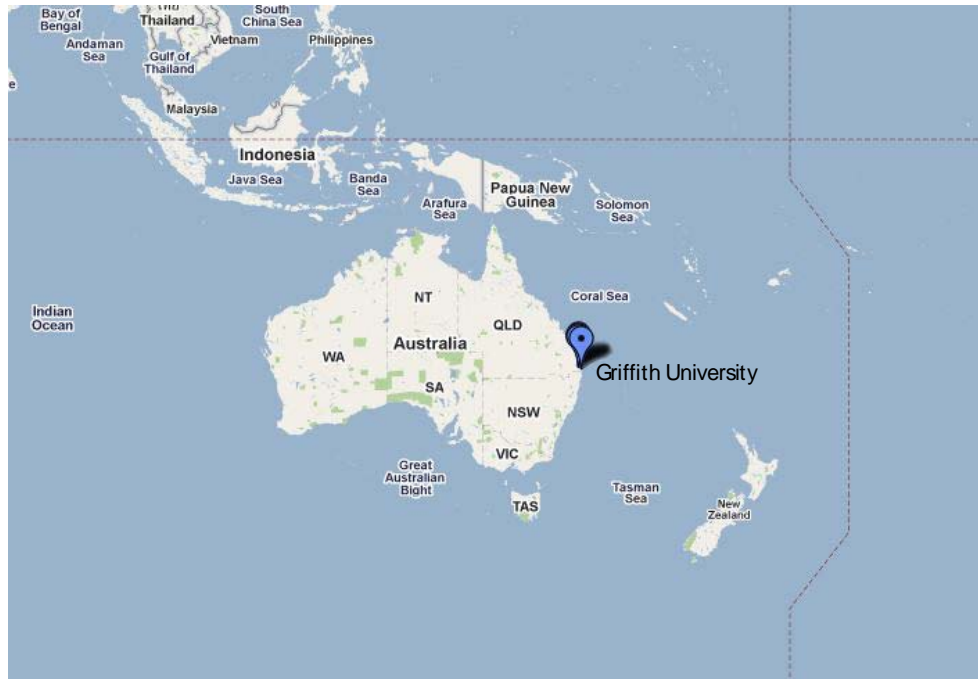 Bay of
Bengal
Thailand
South
China Sea
Andaman
Sea
Vietnam
Philippines
Gulf of
Thailand
e
Malaysia
Indonesia
Java Sea
Banda
Sea
Arafura
Sea
Papua New
Guinea
Solomon
Sea
Indian
Ocean
NT
Coral Sea
QLD
Australia
WA
Griffith University
SA
NSW
VIC
Great
Australian
Bight
TAS
Tasman
Sea
New
Zealand